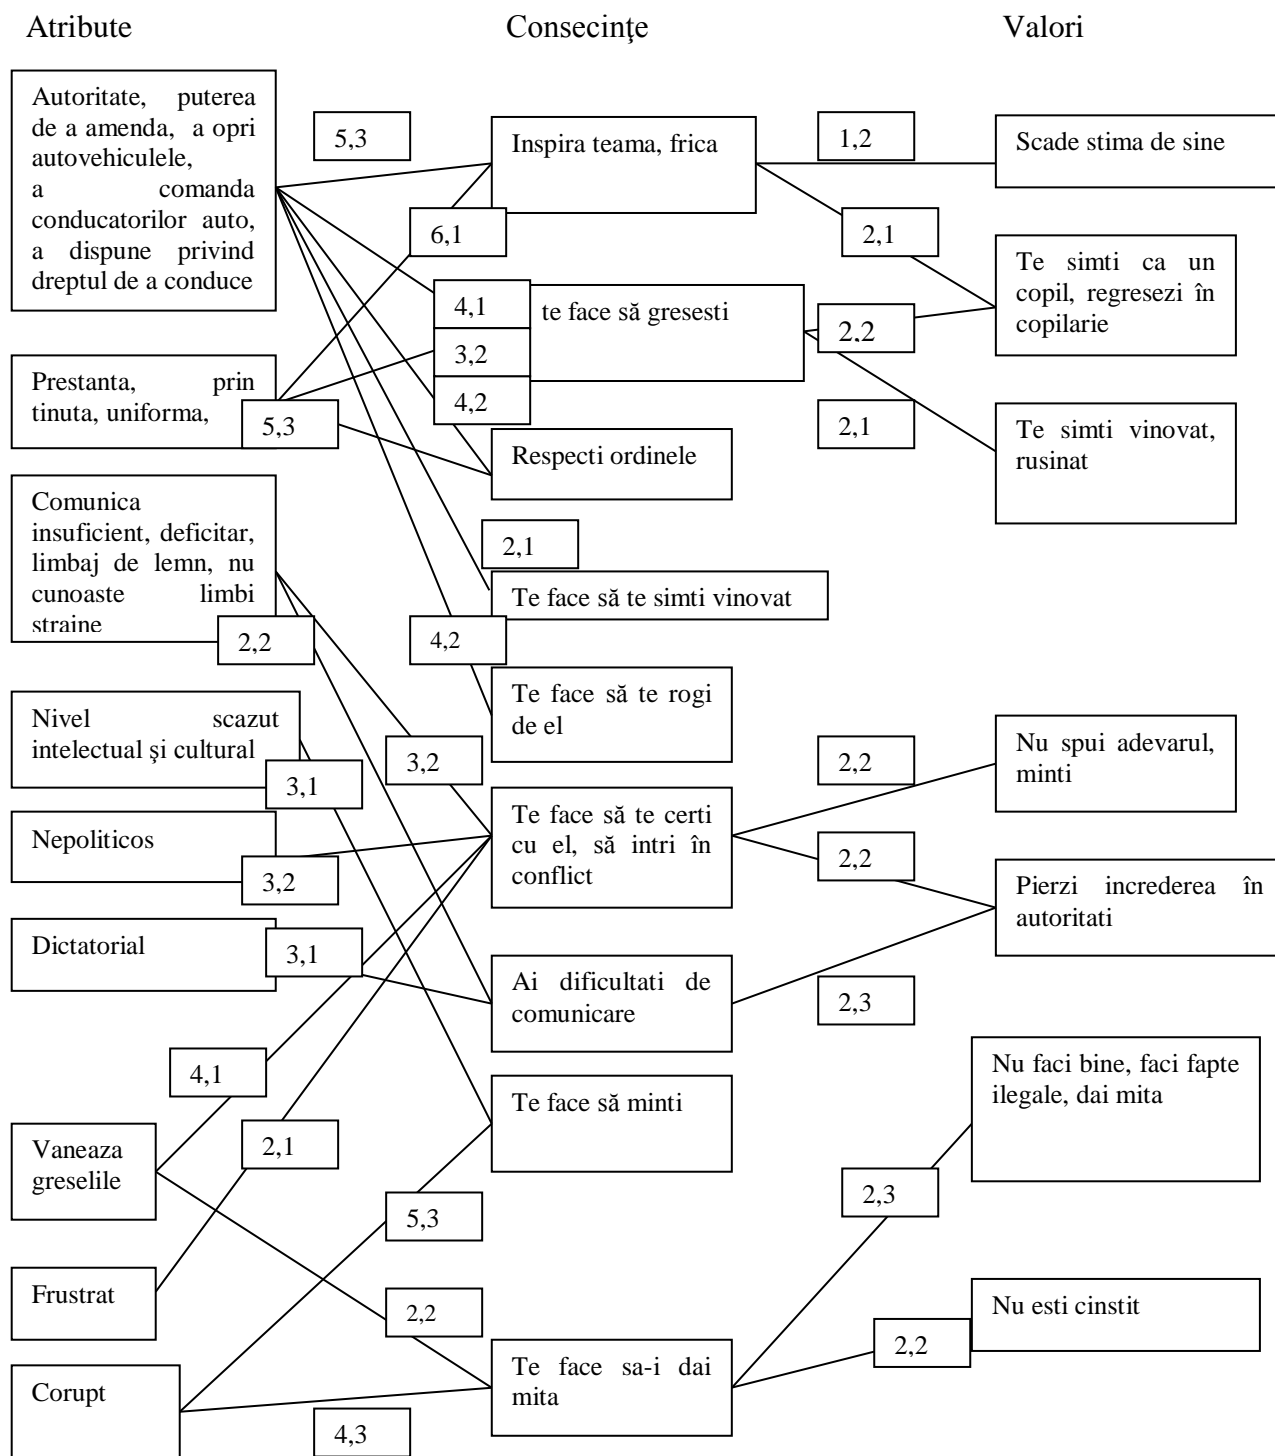 Atribute
Consecinţe
Valori
Autoritate, puterea
de a amenda, a opri
autovehiculele,
a comanda
conducatorilor auto,
a dispune privind
dreptul de a conduce
5,3
Inspira teama, frica
1,2
Scade stima de sine
6,1
2,1
Te simti ca un
copil, regresezi în
copilarie
4,1
te face să gresesti
2,2
3,2
4,2
Prestanta, prin
tinuta, uniforma,
5,3
Respecti ordinele
2,1
Te simti vinovat,
rusinat
Comunica
insuficient, deficitar,
limbaj de lemn, nu
cunoaste limbi
straine
2,2
2,1
Te face să te simti vinovat
4,2
Te face să te rogi
de el
Nivel scazut
intelectual şi cultural
3,1
3,2
2,2
Nu spui adevarul,
minti
Nepoliticos
3,2
Te face să te certi
cu el, să intri în
conflict
2,2
Pierzi increderea în
autoritati
Dictatorial
3,1
Ai dificultati de
comunicare
2,3
4,1
Te face să minti
Nu faci bine, faci fapte
ilegale, dai mita
Vaneaza
greselile
2,1
5,3
2,3
Frustrat
2,2
Nu esti cinstit
2,2
Te face sa-i dai
mita
Corupt
4,3